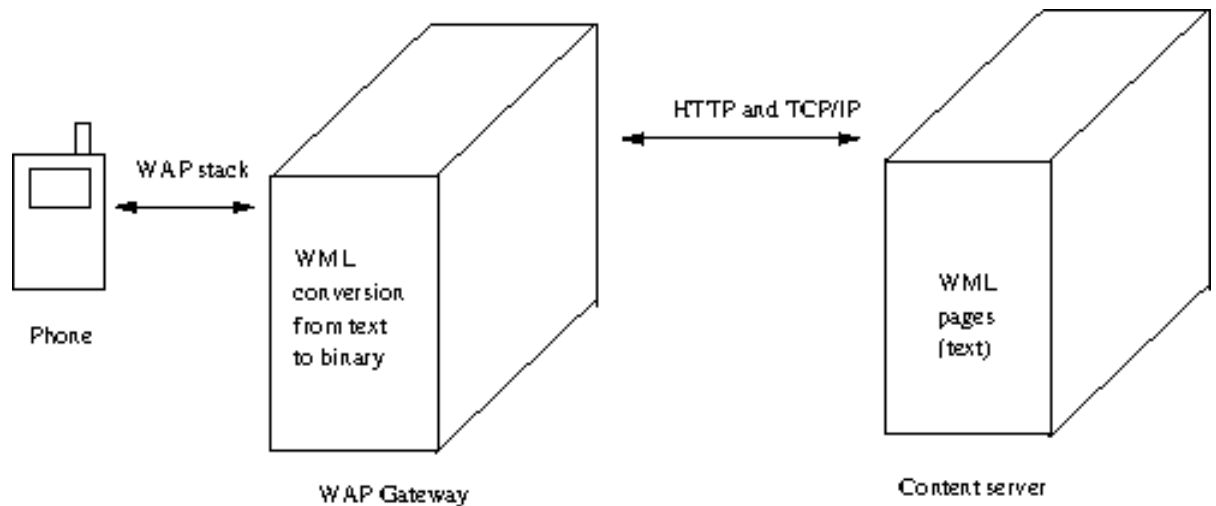 HTTP and TCP/IP
WAP stack
WML
conversion
from text
to binary
WML
pages
(text)
Phone
WAP Gateway
Content server